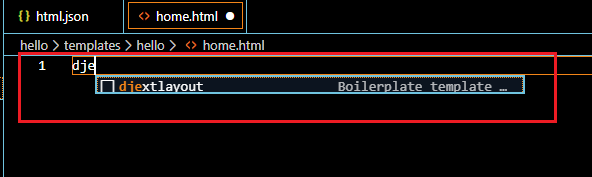 html.json home.html
hello > templates > hello > home.html
1 dje
djextlayout Boilerplate template …